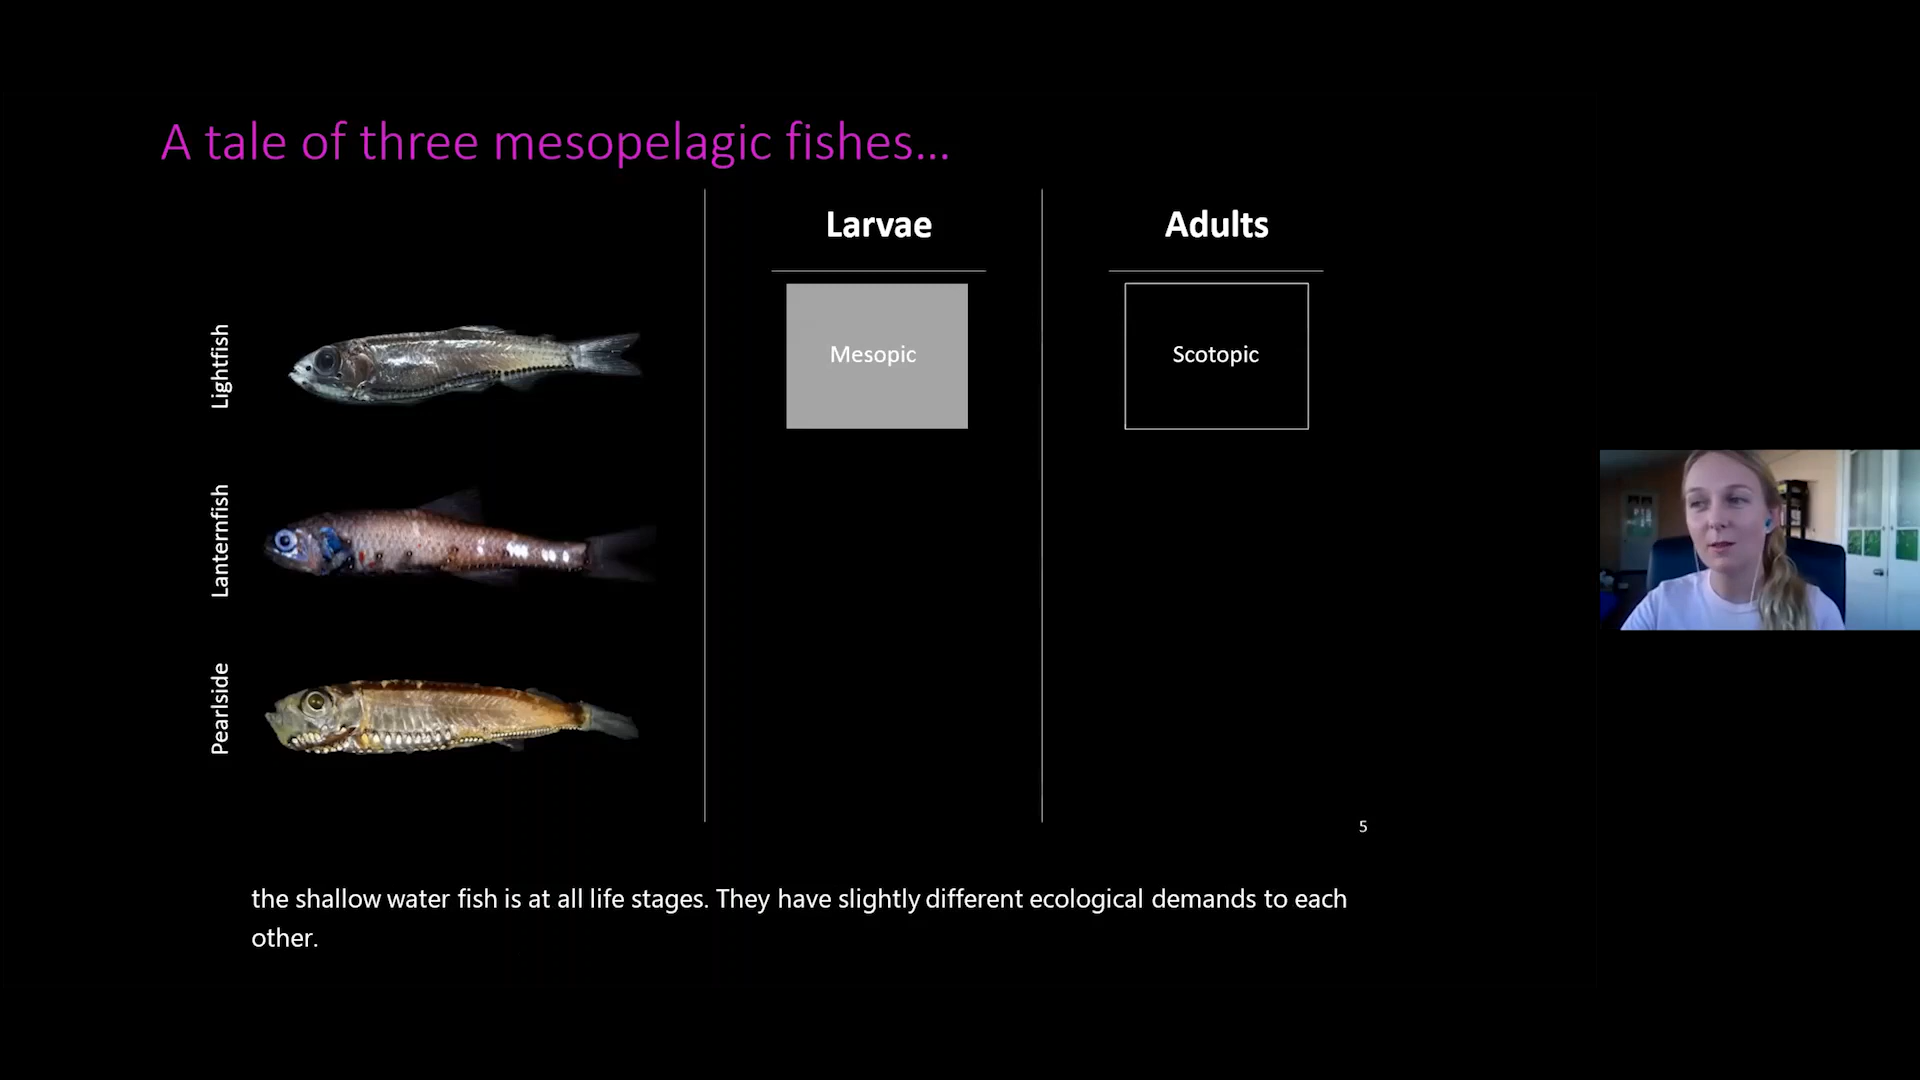 A tale of three mesopelagic fishes...
Larvae
Adults
Lightfish
Mesopic
Scotopic
Lanternfish
Pearlside
5
the shallow water fish is at all life stages. They have slightly different ecological demands to each
other.